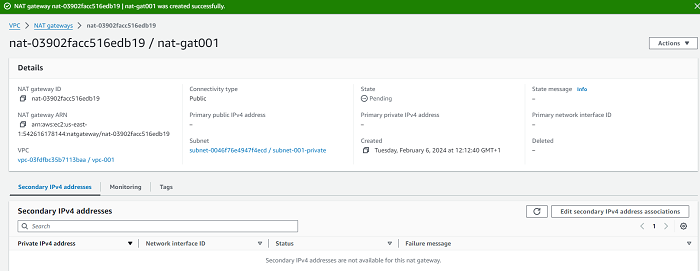 NAT gateway nat-03902facc516edb19 | nat-gat001 was created successfully.
VPC > NAT gateways > nat-03902facc516edb19
nat-03902facc516edb19 / nat-gat001
Actions
Details
NAT gateway ID
nat-03902facc516edb19
Connectivity type
Public
State
Pending
State message Info
–
NAT gateway ARN
arn:aws:ec2:us-east-
1:542616178144:natgateway/nat-03902facc516edb19
Primary public IPv4 address
–
Primary private IPv4 address
–
Primary network interface ID
–
VPC
vpc-03fdfbc35b7113baa / vpc-001
Subnet
subnet-0046f76e4947f4ecd / subnet-001-private
Created
Tuesday, February 6, 2024 at 12:12:40 GMT+1
Deleted
–
Secondary IPv4 addresses
Monitoring
Tags
Secondary IPv4 addresses
Edit secondary IPv4 address associations
Search
1
Private IPv4 address
Network interface ID
Status
Failure message
Secondary IPv4 addresses are not available for this nat gateway.